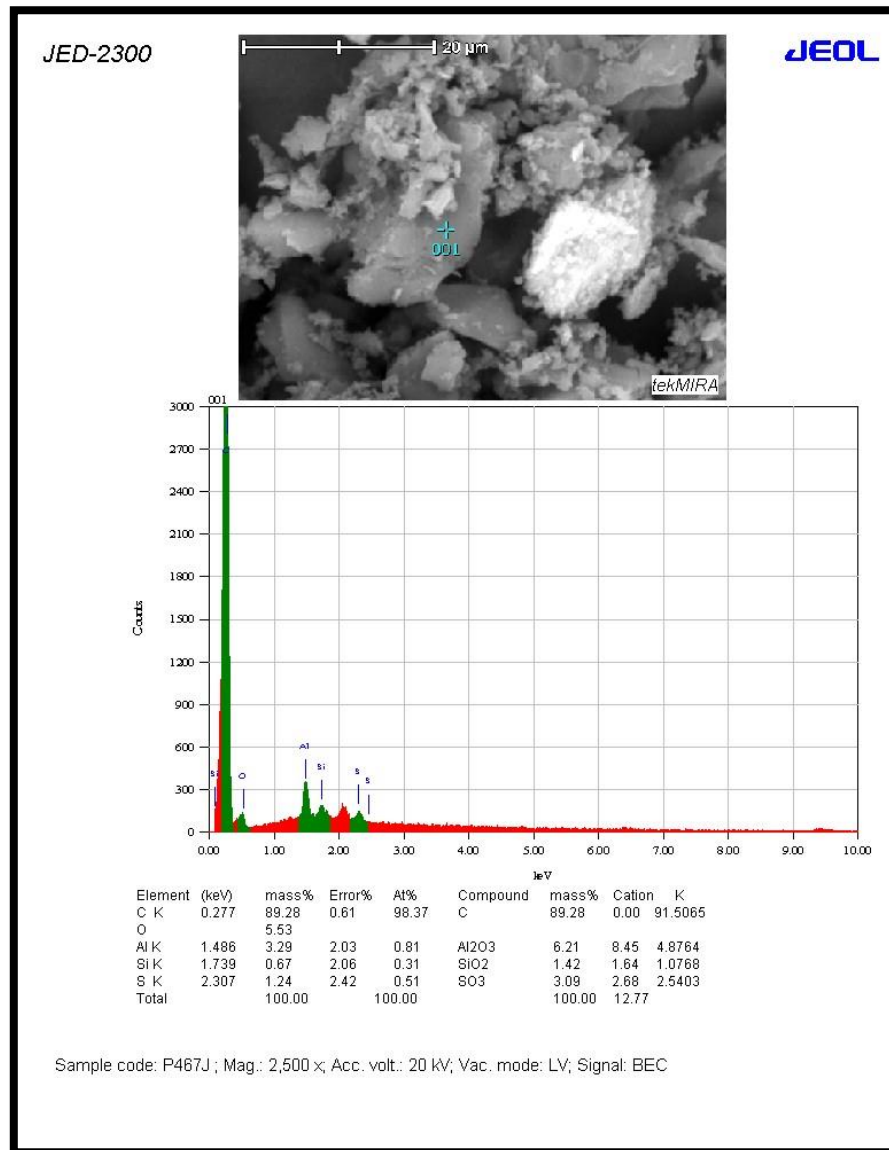 JED-2300
JEOL
20 µm
001
tekMIRA
001
3000
2700
2400
2100
1800
1500
1200
900
600
300
0
Counts
C
Si
O
Al
Si
S
S
0.00 1.00 2.00 3.00 4.00 5.00 6.00 7.00 8.00 9.00 10.00
keV
Element (keV) mass% Error% At% Compound mass% Cation K
C K 0.277 89.28 0.61 98.37 C 89.28 0.00 91.5065
O 5.53
Al K 1.486 3.29 2.03 0.81 Al2O3 6.21 8.45 4.8764
Si K 1.739 0.67 2.06 0.31 SiO2 1.42 1.64 1.0768
S K 2.307 1.24 2.42 0.51 SO3 3.09 2.68 2.5403
Total 100.00 100.00 100.00 12.77
Sample code: P467J ; Mag.: 2,500 x; Acc. volt.: 20 kV; Vac. mode: LV; Signal: BEC